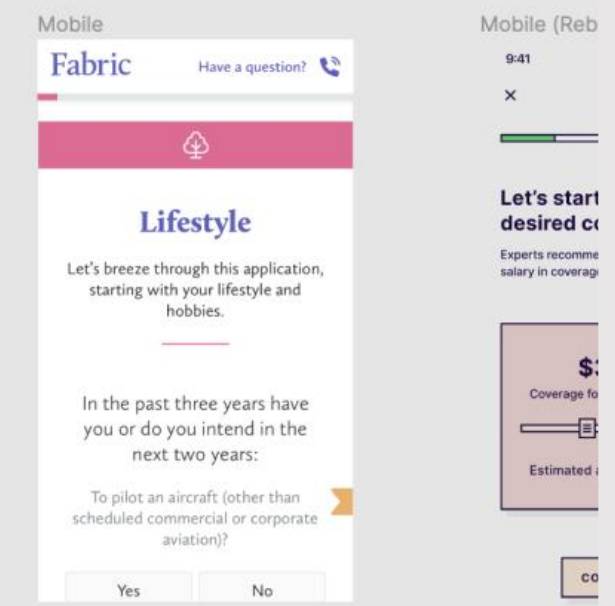 Mobile
Fabric
Have a question?
Lifestyle
Let's breeze through this application,
starting with your lifestyle and
hobbies.
In the past three years have
you or do you intend in the
next two years:
To pilot an aircraft (other than
scheduled commercial or corporate
aviation)?
Yes No
Mobile (Reb
9:41
Let's start
desired
Experts
salary in
$
Coverage
Estimated